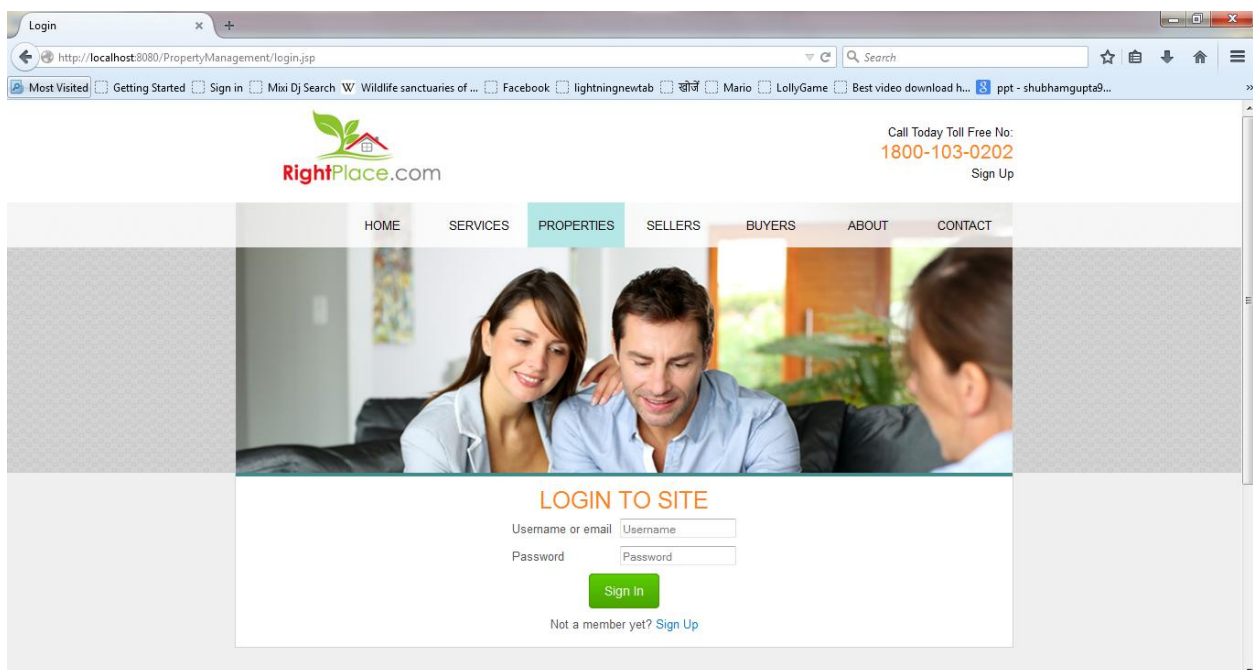 Login
http://localhost:8080/PropertyManagement/login.jsp
Search
Most Visited Getting Started Sign in Mixi Dj Search W Wildlife sanctuaries of ... Facebook lightningnewtab खोजें Mario LollyGame Best video download h... 8 ppt - shubhamgupta9...
Call Today Toll Free No:
1800-103-0202
Sign Up
RightPlace.com
HOME SERVICES PROPERTIES SELLERS BUYERS ABOUT CONTACT
LOGIN TO SITE
Username or email Username
Password Password
Sign In
Not a member yet? Sign Up